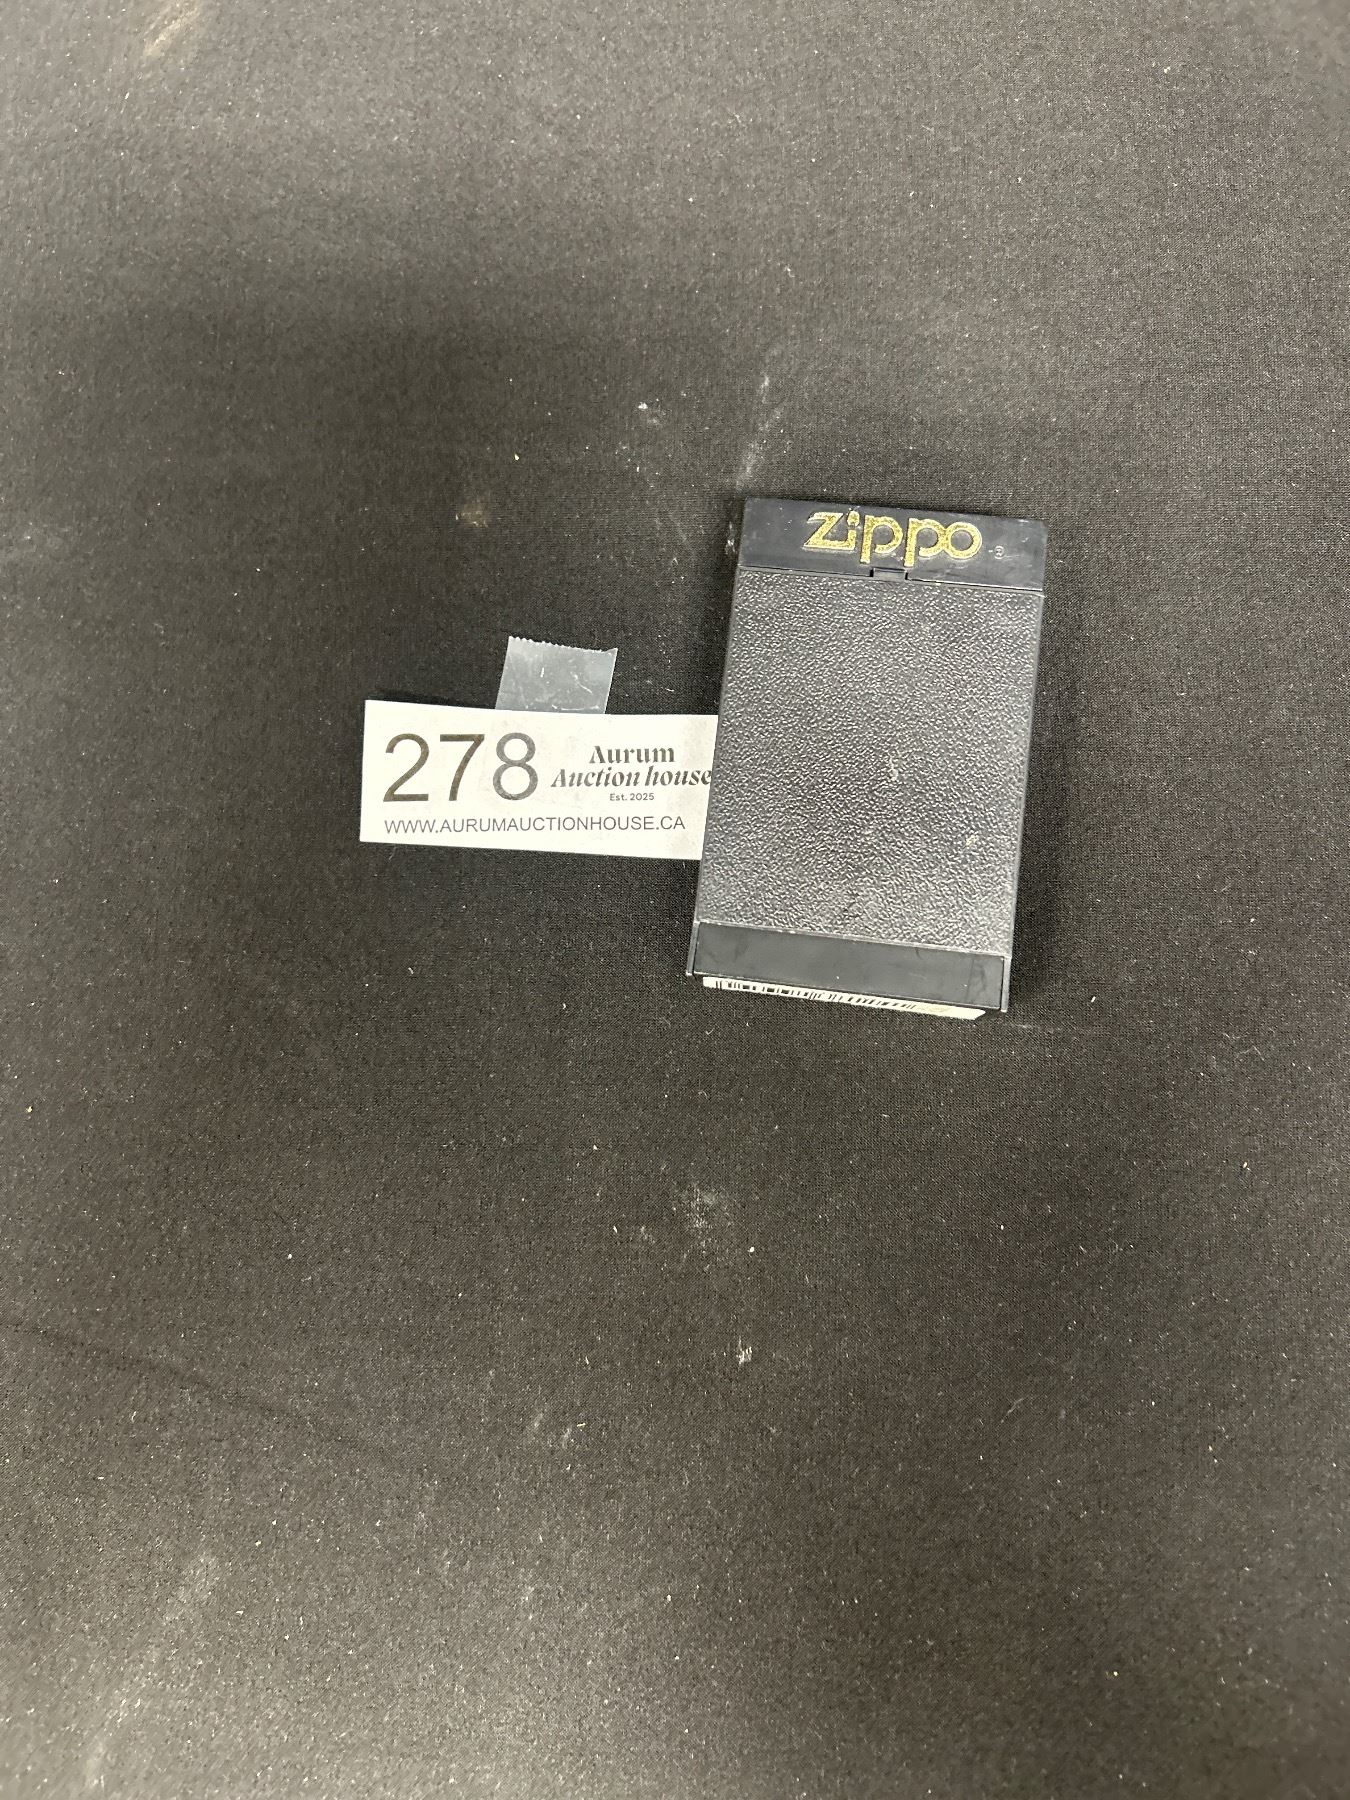 zippo ®
278
Aurum
Auction house
Est. 2025
WWW.AURUMAUCTIONHOUSE.CA